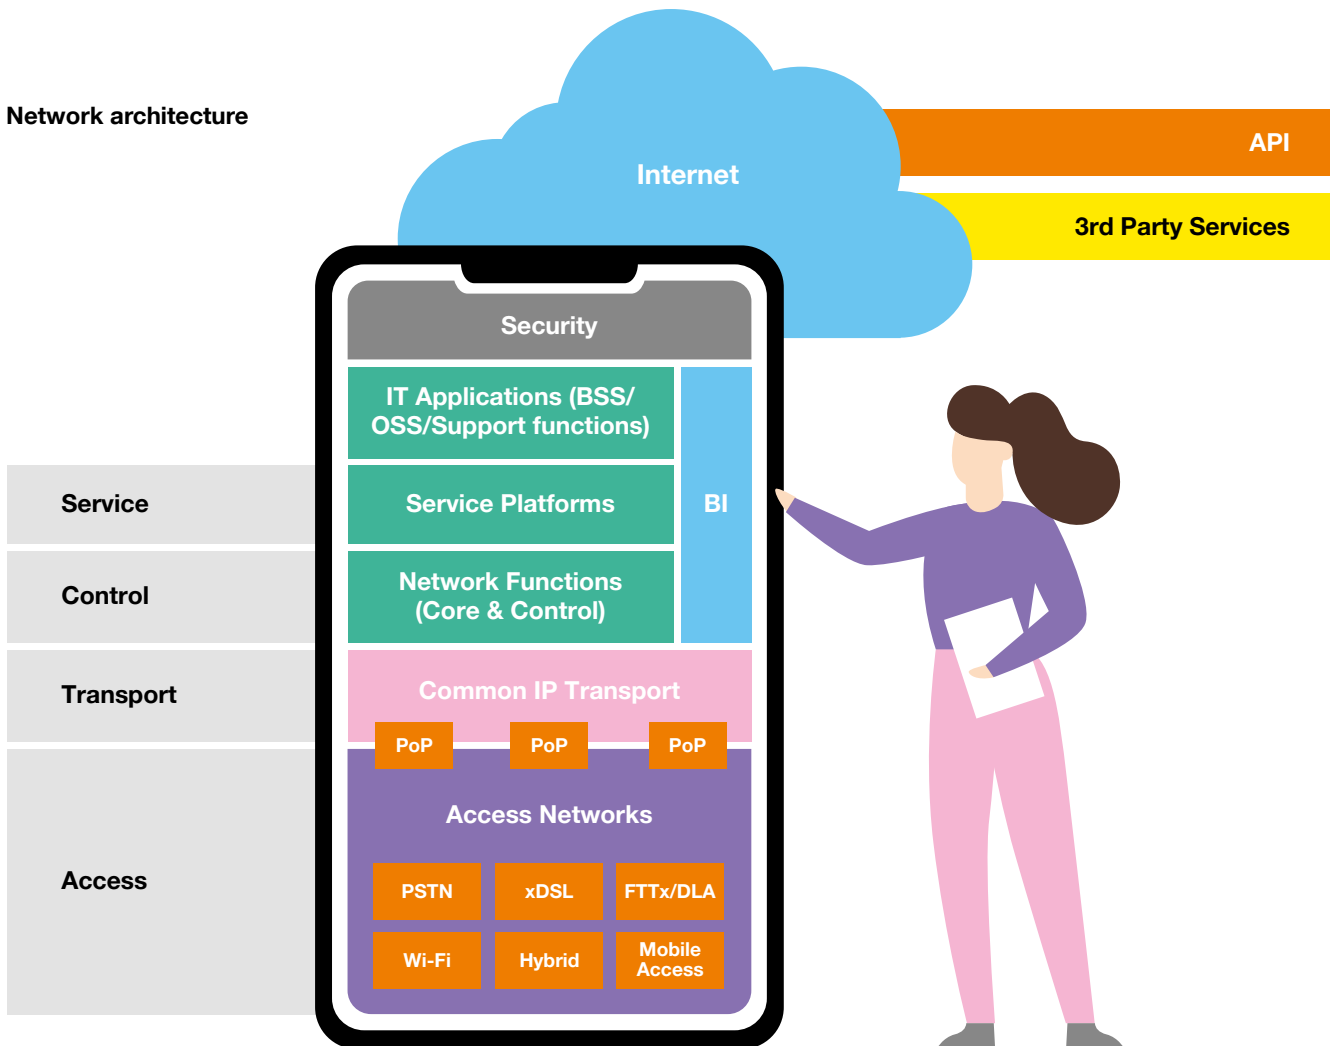 Network architecture
Internet
API
3rd Party Services
Security
IT Applications (BSS/
OSS/Support functions)
BI
Service
Service Platforms
Control
Network Functions
(Core & Control)
Transport
Common IP Transport
PoP
PoP
PoP
Access
Access Networks
PSTN
xDSL
FTTx/DLA
Wi-Fi
Hybrid
Mobile
Access